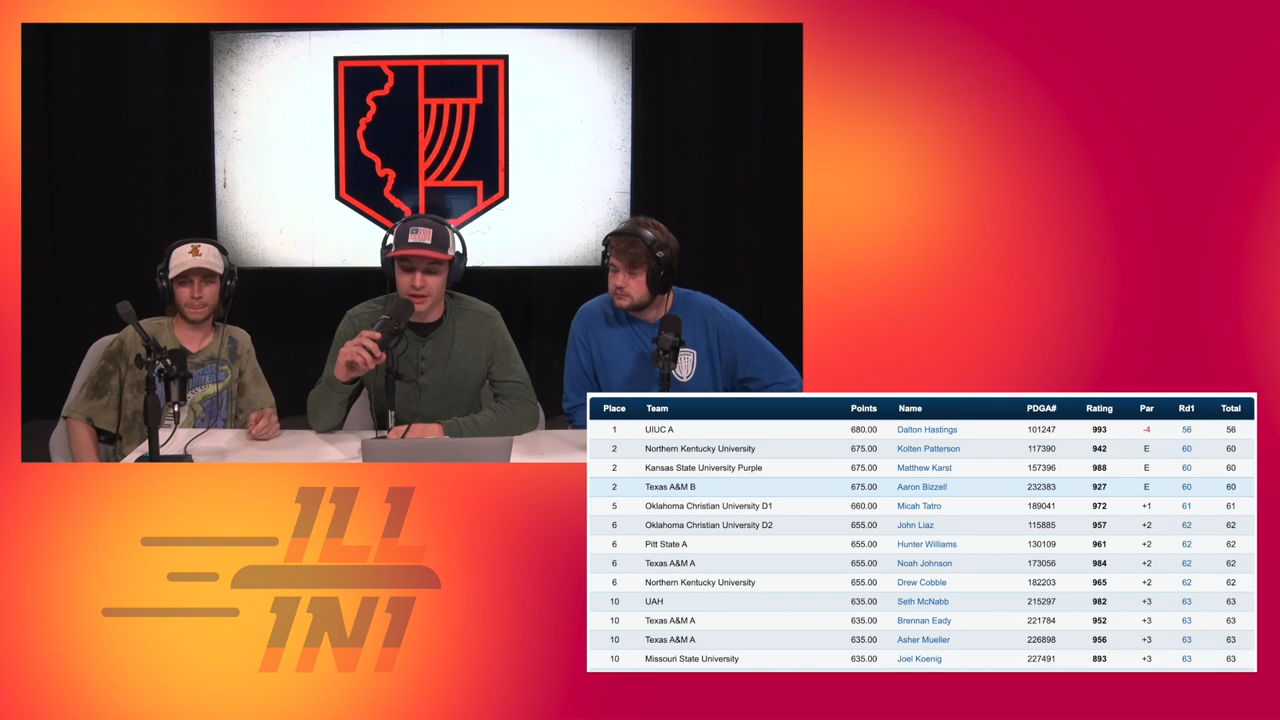 ILL
INI
Place Team Points Name PDGA# Rating Par Rd1 Total
1 UIUC A 680.00 Dalton Hastings 101247 993 -4 56 56
2 Northern Kentucky University 675.00 Kolten Patterson 117390 942 E 60 60
2 Kansas State University Purple 675.00 Matthew Karst 157396 988 E 60 60
2 Texas A&M B 675.00 Aaron Bizzell 232383 927 E 60 60
5 Oklahoma Christian University D1 660.00 Micah Tatro 189041 972 +1 61 61
6 Oklahoma Christian University D2 655.00 John Liaz 115885 957 +2 62 62
6 Pitt State A 655.00 Hunter Williams 130109 961 +2 62 62
6 Texas A&M A 655.00 Noah Johnson 173056 984 +2 62 62
6 Northern Kentucky University 655.00 Drew Cobble 182203 965 +2 62 62
10 UAH 635.00 Seth McNabb 215297 982 +3 63 63
10 Texas A&M A 635.00 Brennan Eady 221784 952 +3 63 63
10 Texas A&M A 635.00 Asher Mueller 226898 956 +3 63 63
10 Missouri State University 635.00 Joel Koenig 227491 893 +3 63 63